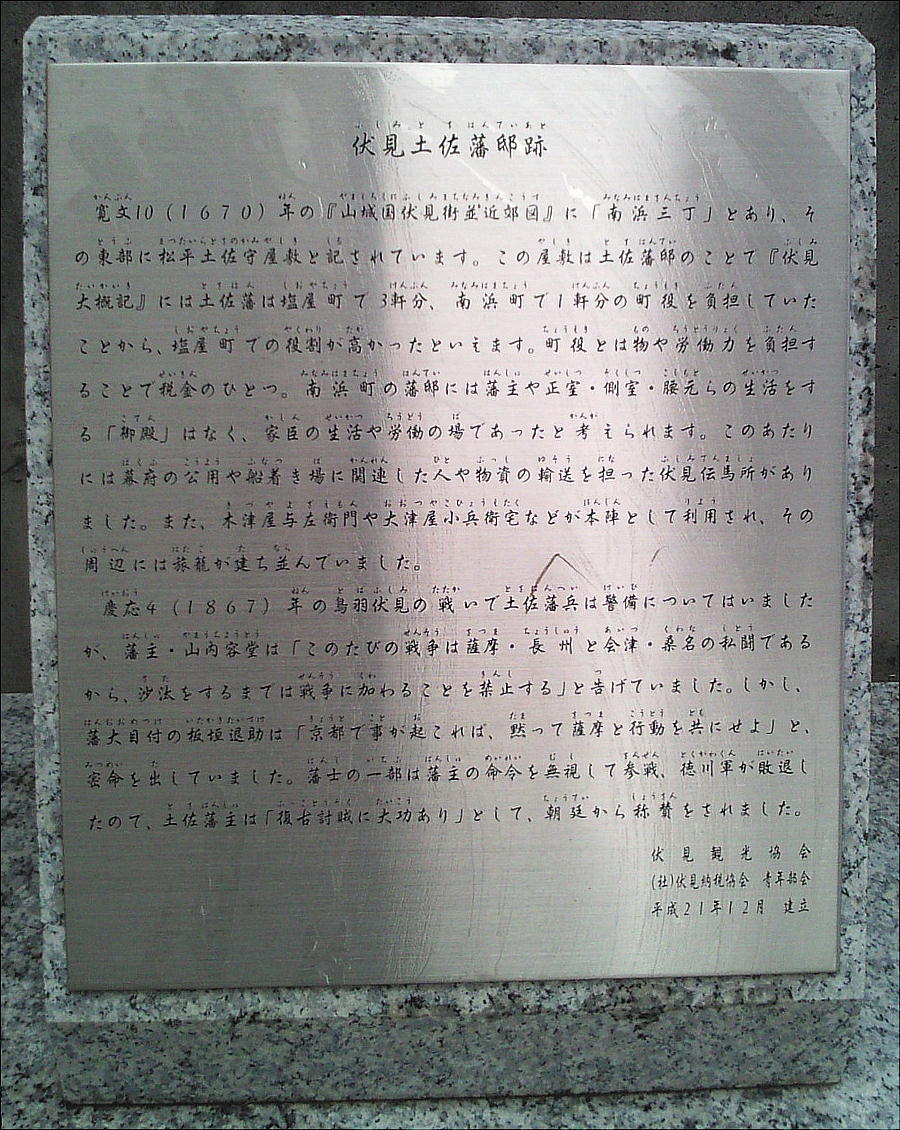 伏見土佐藩邸跡
寛文10(1670)年の『山城国伏見街並近郊図』に「南浜三丁」とあり、そ
の東部に松平土佐守屋敷と記されています。この屋敷は土佐藩邸のことで『伏見
大概記』には土佐藩は塩屋町で3軒分、南浜町で1軒分の町役を負担していた
ことから、塩屋町での役割が高かったといえます。町役とは物や労働力を負担す
ることで税金のひとつ。南浜町の藩邸には藩主や正室・側室・腰元らの生活をす
る「御殿」はなく、家臣の生活や労働の場であったと考えられます。このあたり
には幕府の公用や船着き場に関連した人や物資の輸送を担った伏見伝馬所があり
ました。また、木津屋与左衛門や大津屋小兵衛宅などが本陣として利用され、その
周辺には旅籠が建ち並んでいました。
慶応4(1867)年の鳥羽伏見の戦いで土佐藩兵は警備についてはいました
が、藩主・山内容堂は「このたびの戦争は薩摩・長州と会津・桑名の私闘である
から、沙汰をするまでは戦争に加わることを禁止する」と告げていました。しかし、
藩大目付の板垣退助は「京都で事が起これば、黙って薩摩と行動を共にせよ」と、
密命を出していました。藩士の一部は藩主の命令を無視して参戦、徳川軍が敗退し
たので、土佐藩主は「復古討賊に大功あり」として、朝廷から称賛をされました。
伏見観光協会
(社)伏見納税協会 青年部会
平成21年12月 建立